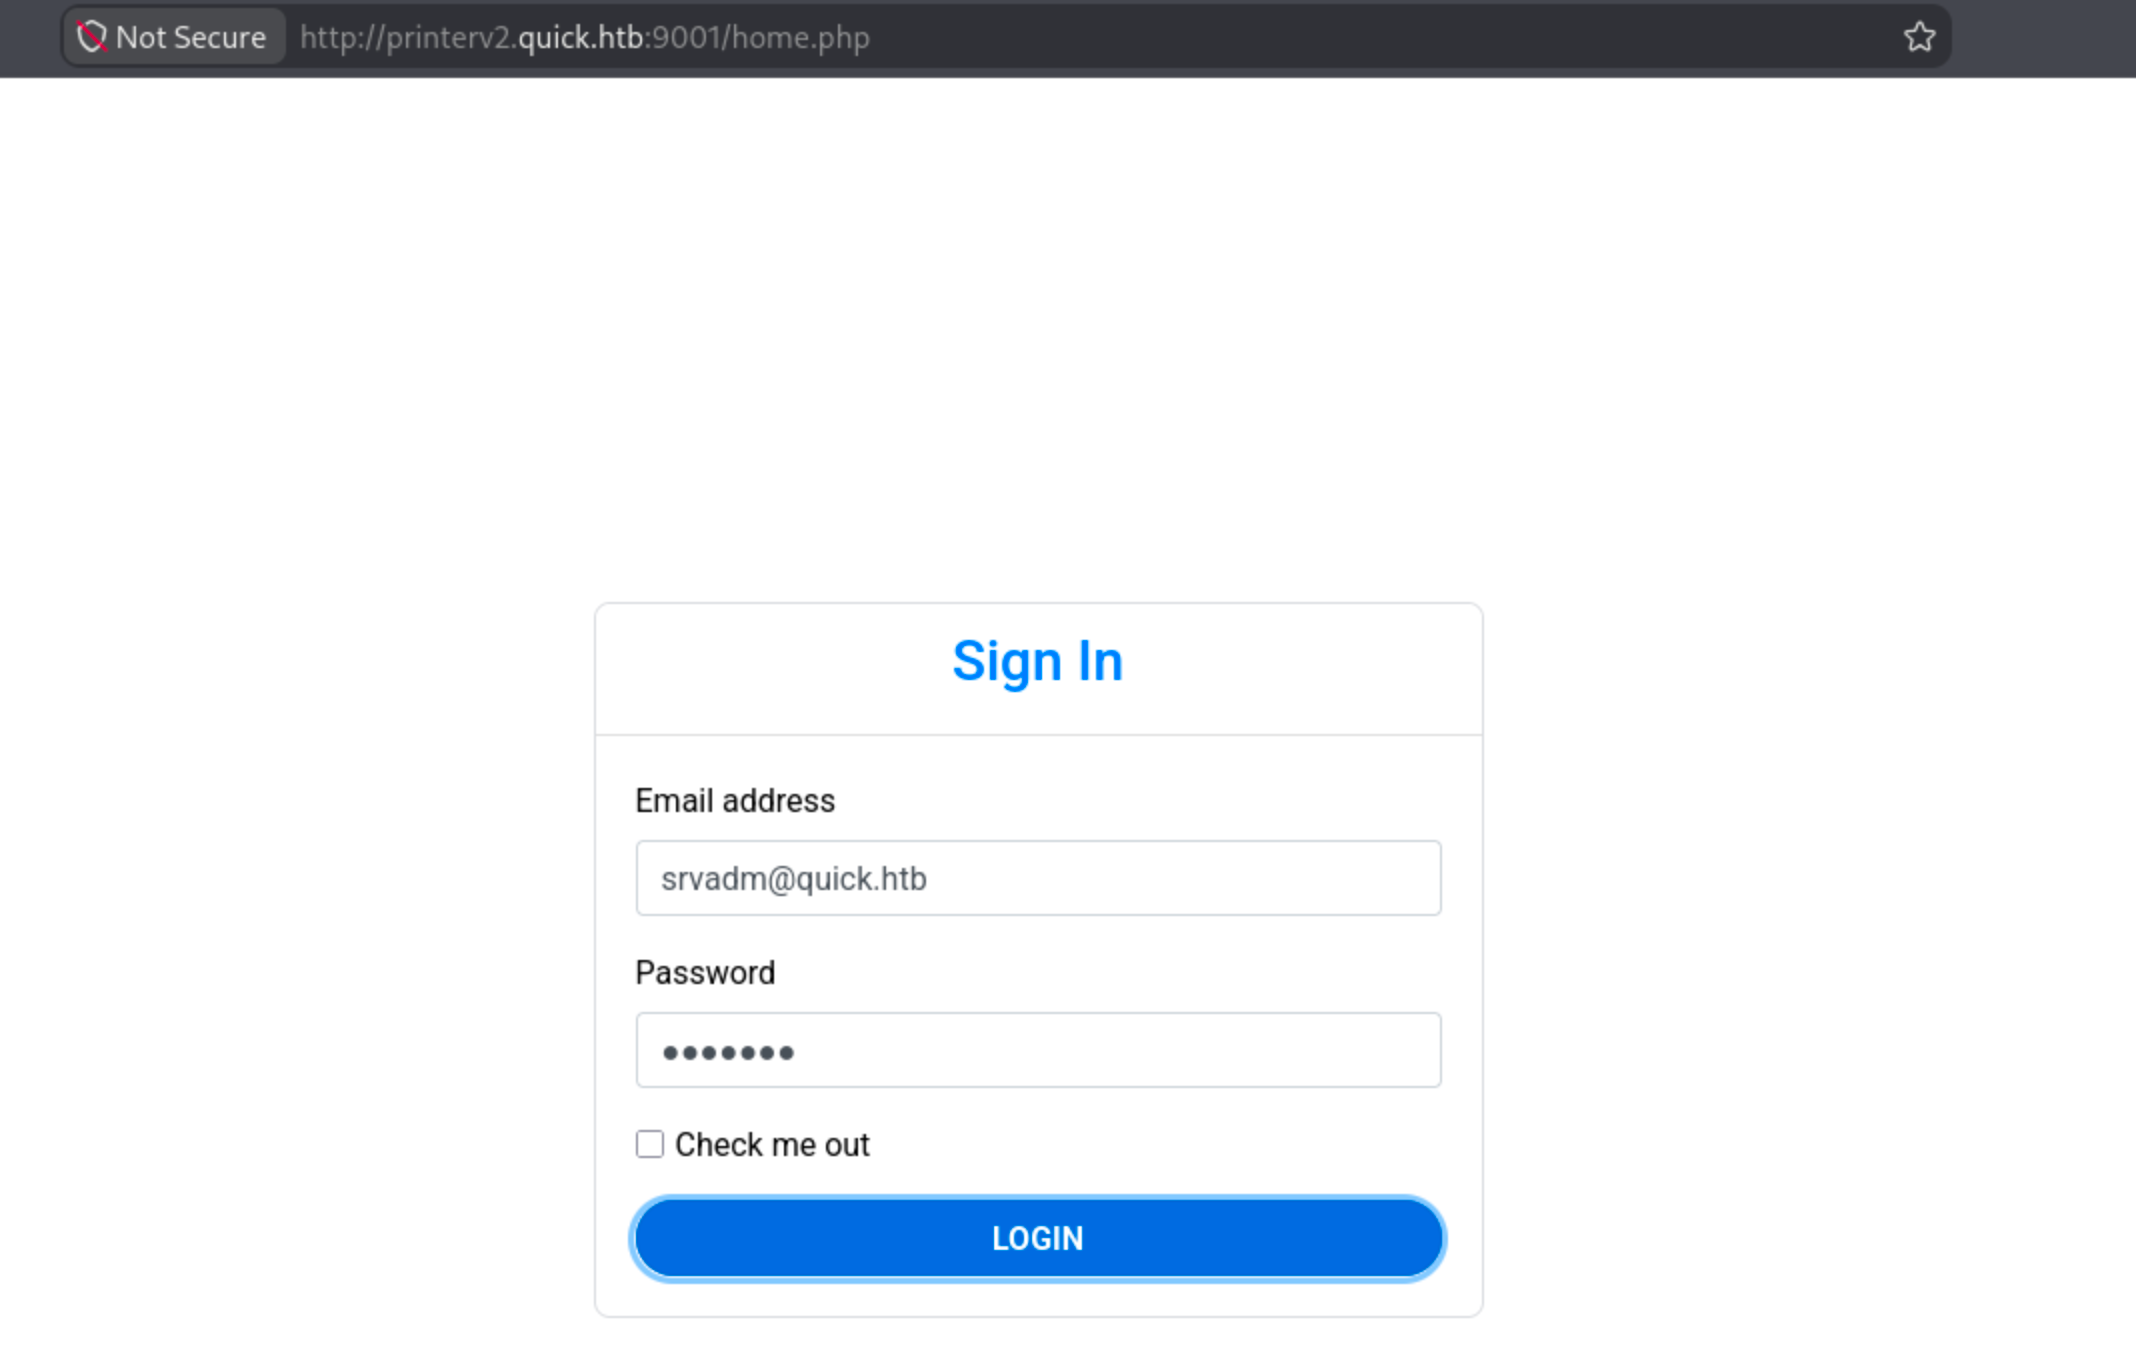 Not Secure http://printerv2.quick.htb:9001/home.php
Sign In
Email address
srvadm@quick.htb
Password
•••••••
Check me out
LOGIN